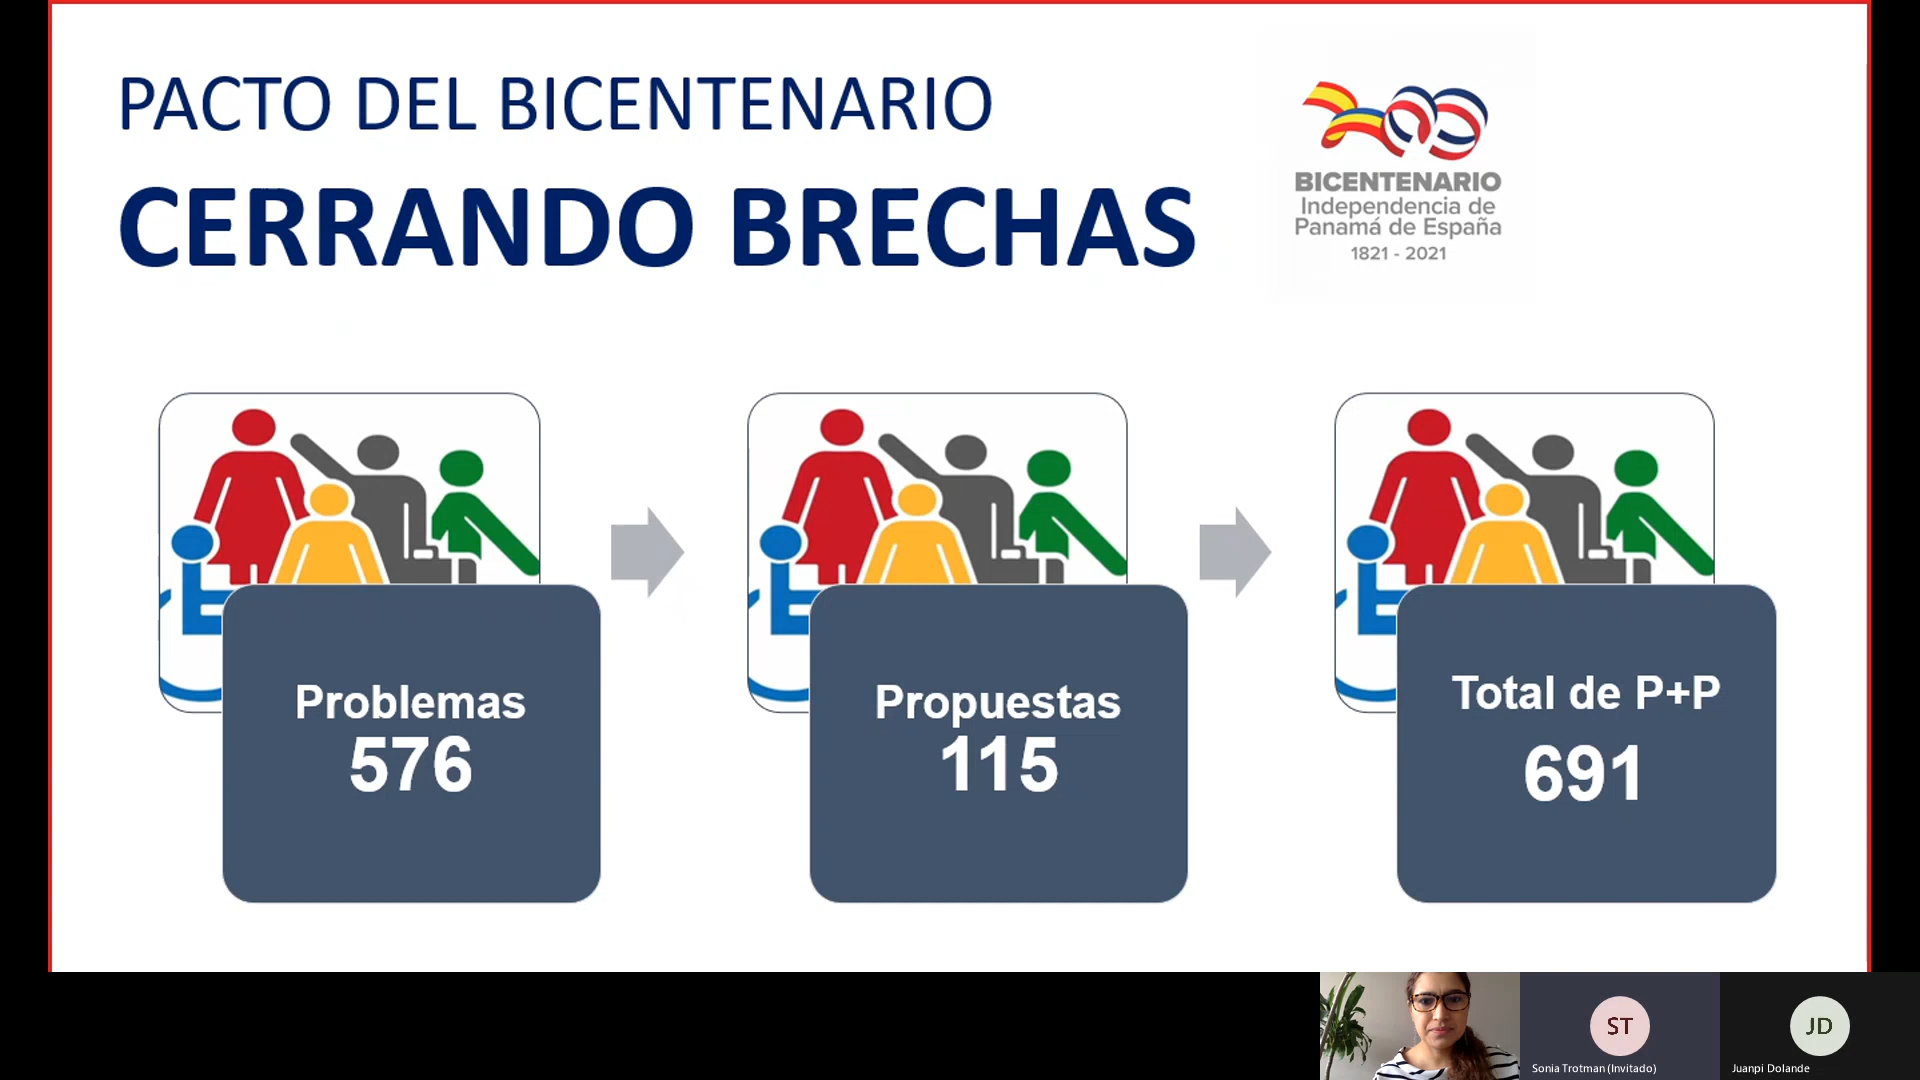 PACTO DEL BICENTENARIO
CERRANDO BRECHAS
BICENTENARIO
Independencia de
Panamá de España
1821 - 2021
Problemas
576
Propuestas
115
Total de P+P
691
ST
Sonia Trotman (Invitado)
JD
Juanpi Dolande